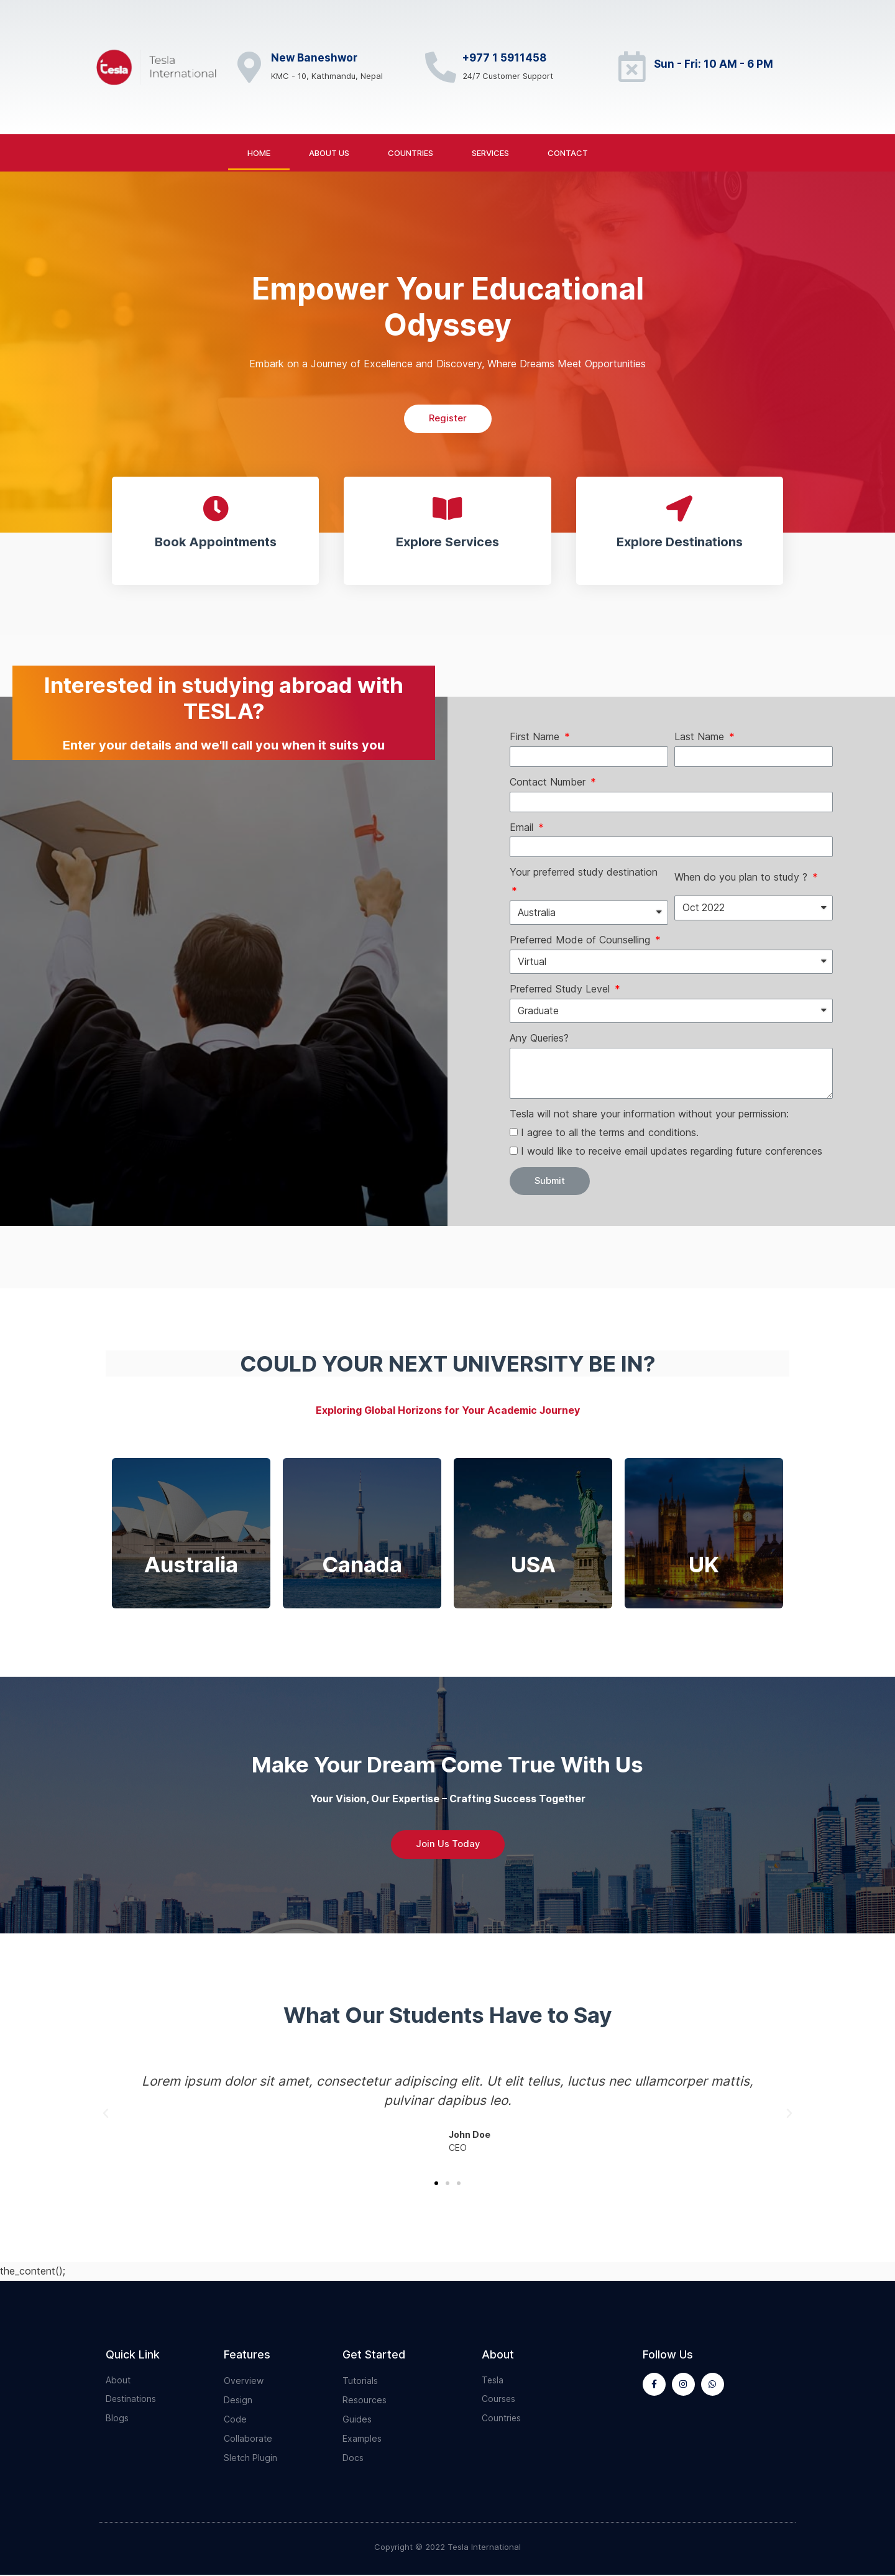 Tesla
Tesla
International
New Baneshwor
KMC - 10, Kathmandu, Nepal
+977 1 5911458
24/7 Customer Support
Sun - Fri: 10 AM - 6 PM
HOME
ABOUT US
COUNTRIES
SERVICES
CONTACT
Empower Your Educational
Odyssey
Embark on a Journey of Excellence and Discovery, Where Dreams Meet Opportunities
Register
Book Appointments
Explore Services
Explore Destinations
Interested in studying abroad with
TESLA?
Enter your details and we'll call you when it suits you
First Name *
Last Name *
Contact Number *
Email *
Your preferred study destination
*
When do you plan to study ? *
Australia
Oct 2022
Preferred Mode of Counselling *
Virtual
Preferred Study Level *
Graduate
Any Queries?
Tesla will not share your information without your permission:
I agree to all the terms and conditions.
I would like to receive email updates regarding future conferences
Submit
COULD YOUR NEXT UNIVERSITY BE IN?
Exploring Global Horizons for Your Academic Journey
Australia
Canada
USA
UK
Make Your Dream Come True With Us
Your Vision, Our Expertise – Crafting Success Together
Join Us Today
What Our Students Have to Say
Lorem ipsum dolor sit amet, consectetur adipiscing elit. Ut elit tellus, luctus nec ullamcorper mattis,
pulvinar dapibus leo.
John Doe
CEO
the_content();
Quick Link
About
Destinations
Blogs
Features
Overview
Design
Code
Collaborate
Sletch Plugin
Get Started
Tutorials
Resources
Guides
Examples
Docs
About
Tesla
Courses
Countries
Follow Us
Copyright © 2022 Tesla International